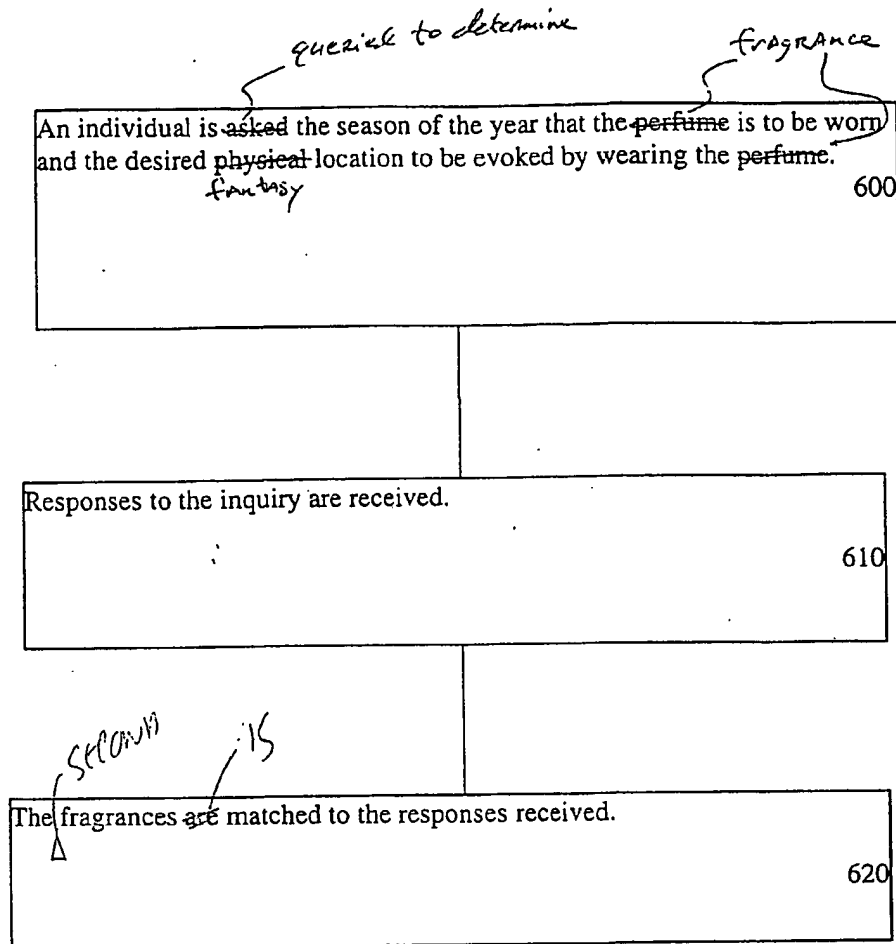 queried to determine
fragrance
An individual is asked the season of the year that the perfume is to be worn
and the desired physical location to be evoked by wearing the perfume.
fantasy
600
Responses to the inquiry are received.
610
is
The fragrances are matched to the responses received.
620